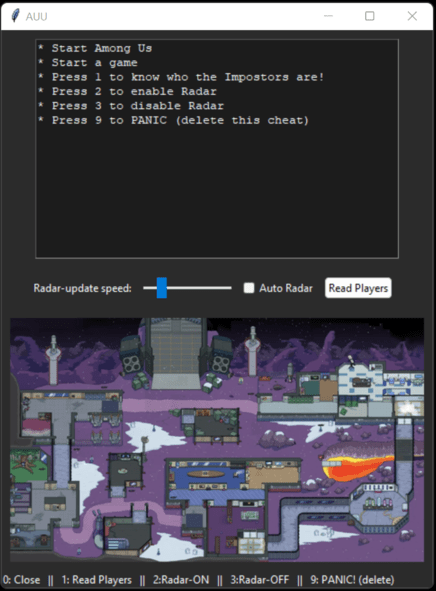 AUU
* Start Among Us
* Start a game
* Press 1 to know who the Impostors are!
* Press 2 to enable Radar
* Press 3 to disable Radar
* Press 9 to PANIC (delete this cheat)
Radar-update speed:
Auto Radar
Read Players
0: Close || 1: Read Players || 2:Radar-ON || 3:Radar-OFF || 9: PANIC! (delete)